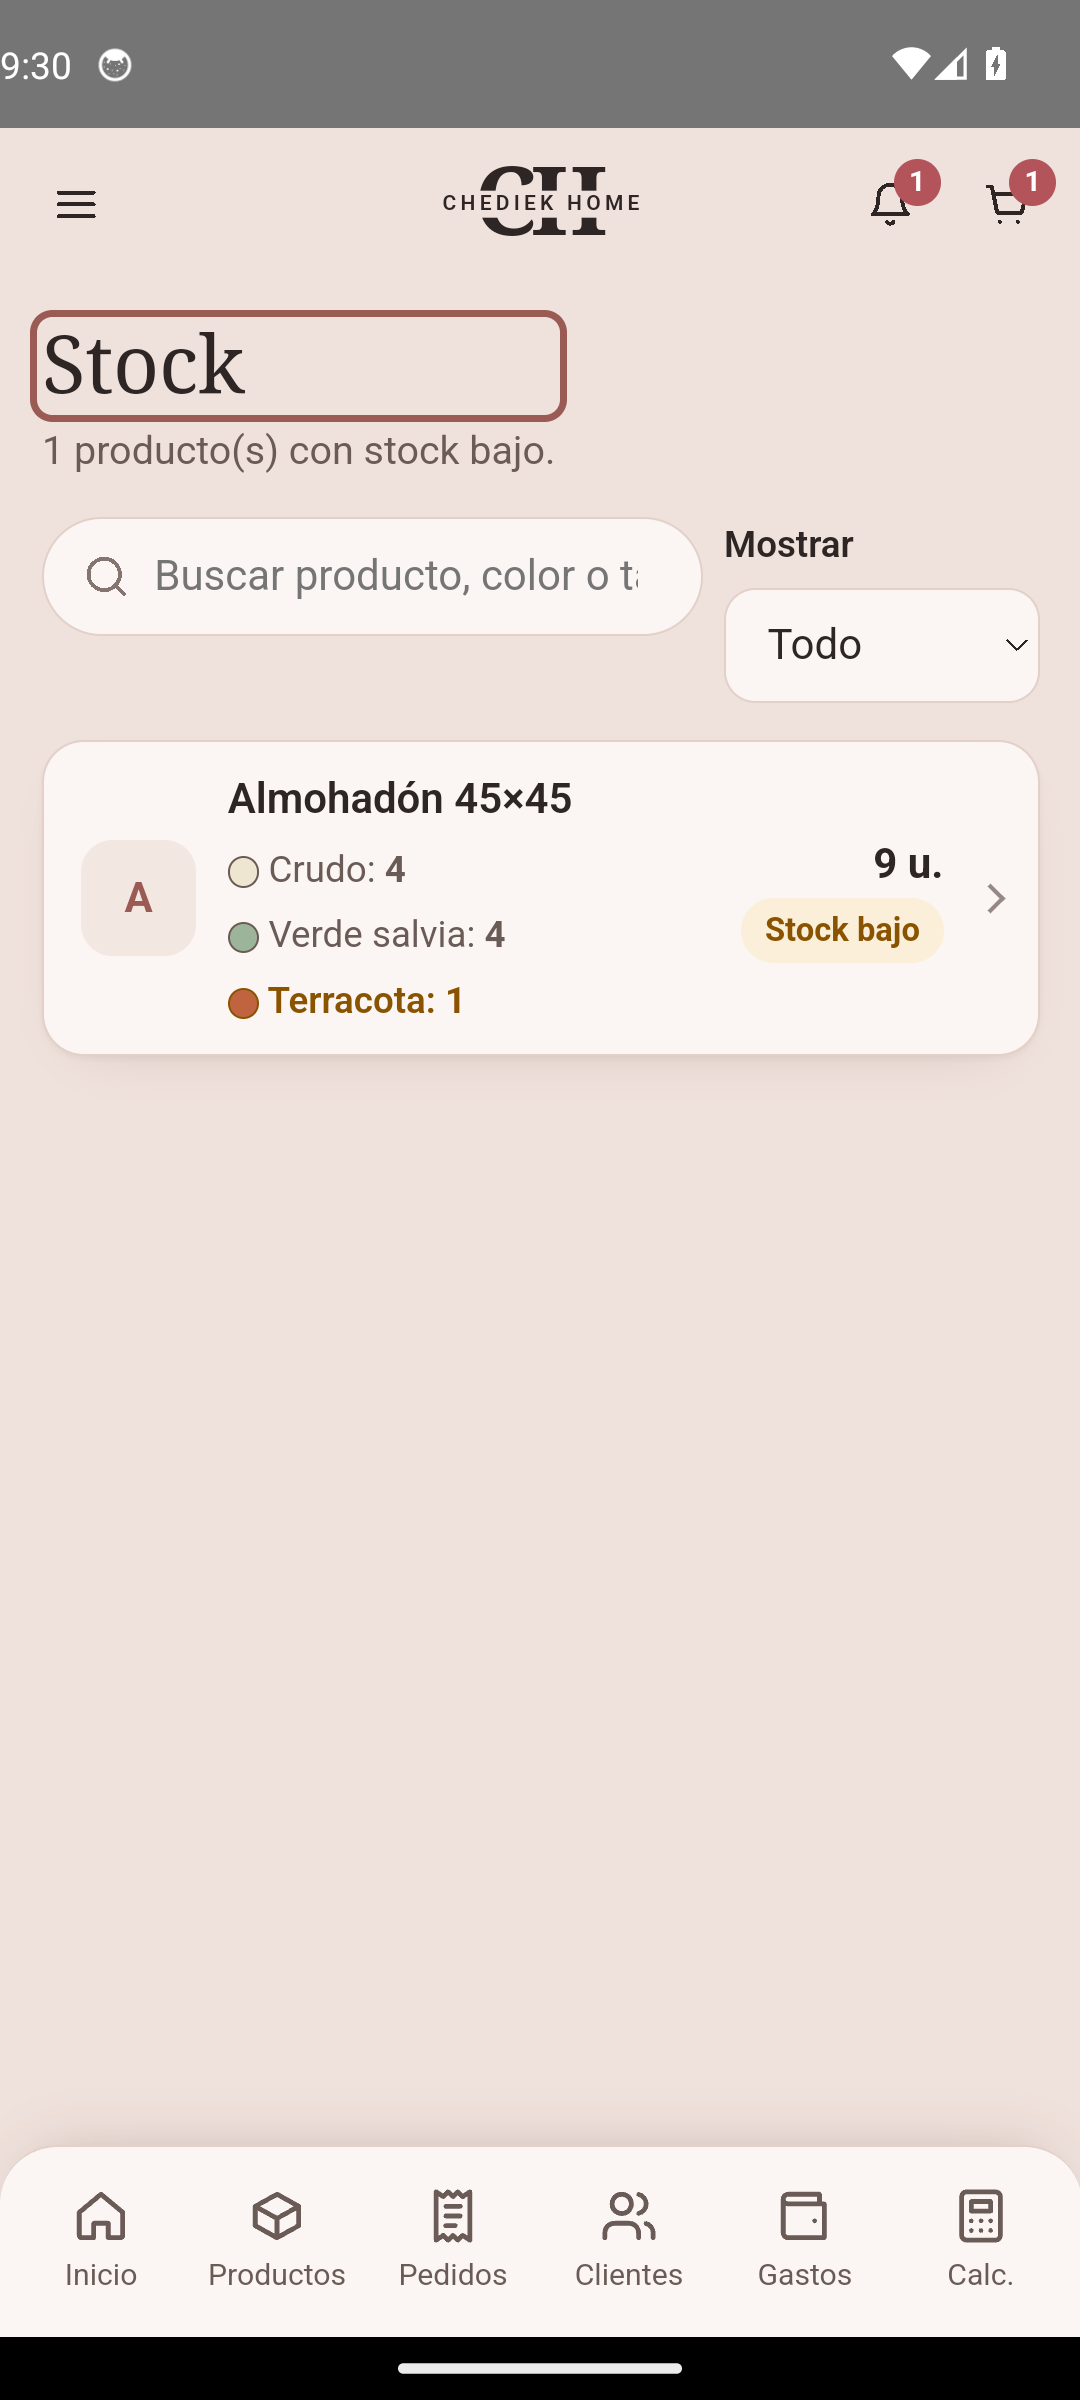 9:30
CH
CHEDIEK HOME
1
1
Stock
1 producto(s) con stock bajo.
Buscar producto, color o ta
Mostrar
Todo
Almohadón 45×45
A
Crudo: 4
Verde salvia: 4
Terracota: 1
9 u.
Stock bajo
Inicio
Productos
Pedidos
Clientes
Gastos
Calc.